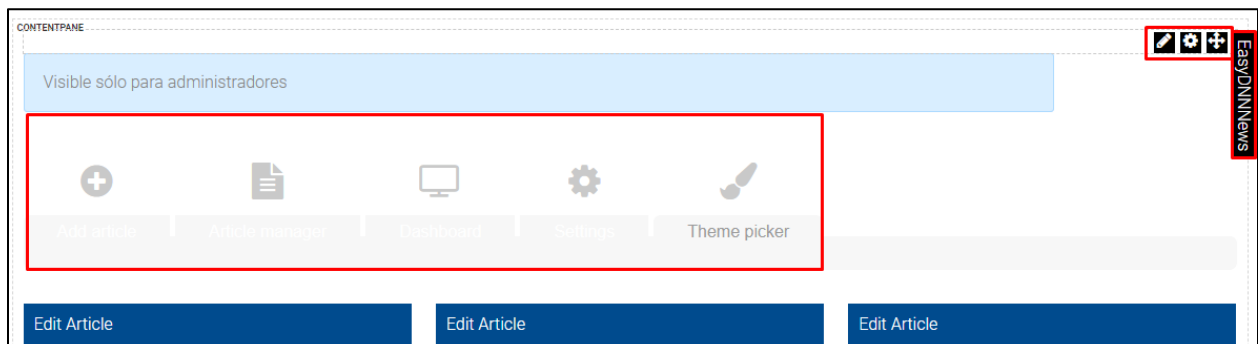 CONTENTPANE
EasyDNNNews
Visible sólo para administradores
Add article
Article manager
Dashboard
Settings
Theme picker
Edit Article
Edit Article
Edit Article